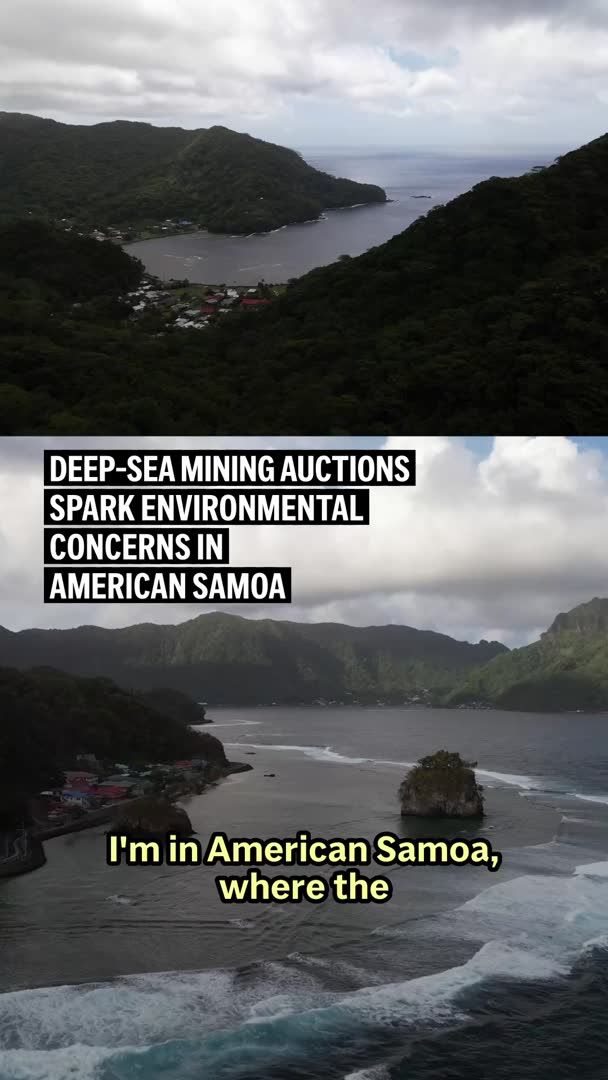 DEEP-SEA MINING AUCTIONS
SPARK ENVIRONMENTAL
CONCERNS IN
AMERICAN SAMOA
I'm in American Samoa,
where the